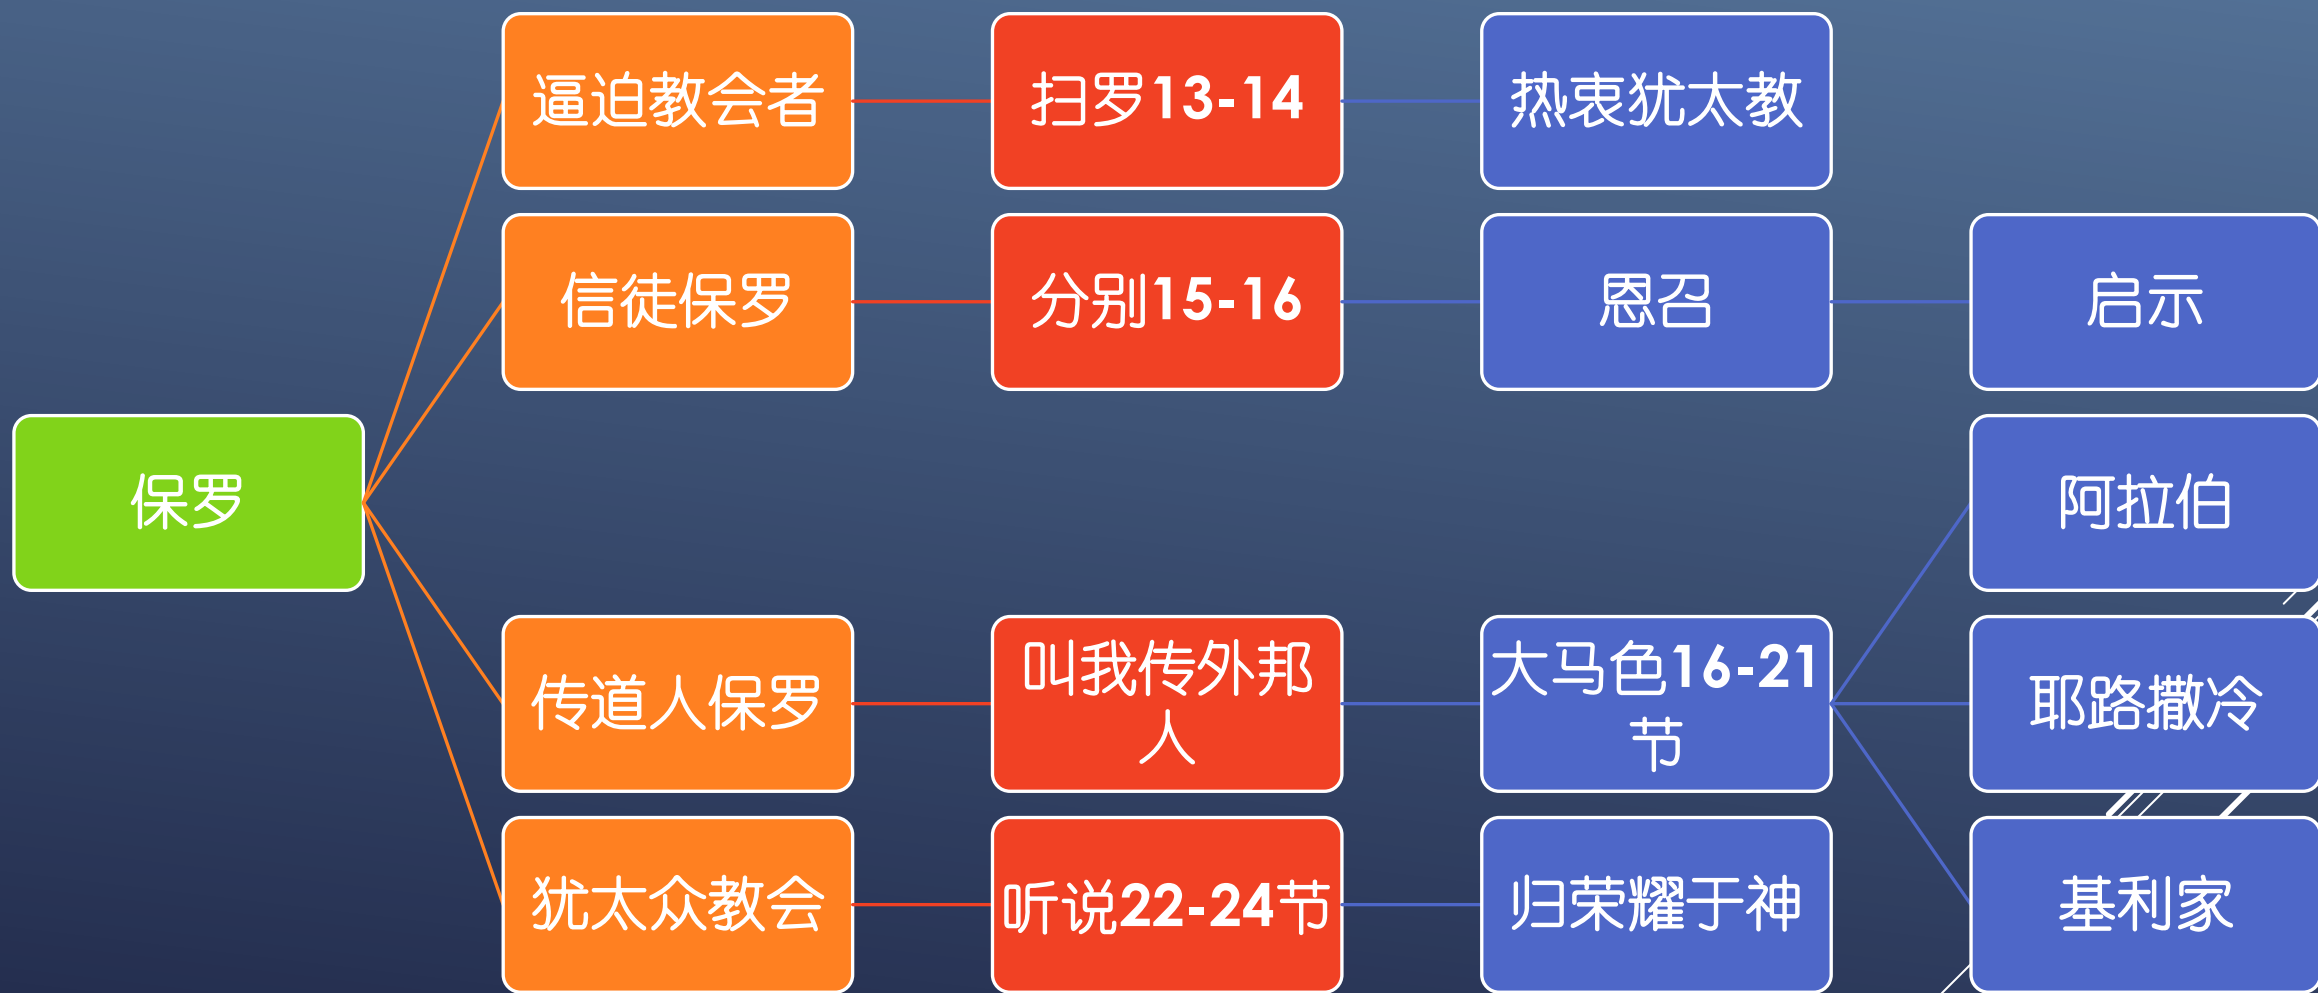 逼迫教会者
扫罗13-14
热衷犹太教
信徒保罗
分别15-16
恩召
启示
保罗
阿拉伯
传道人保罗
叫我传外邦
人
大马色16-21
节
耶路撒冷
犹太众教会
听说22-24节
归荣耀于神
基利家